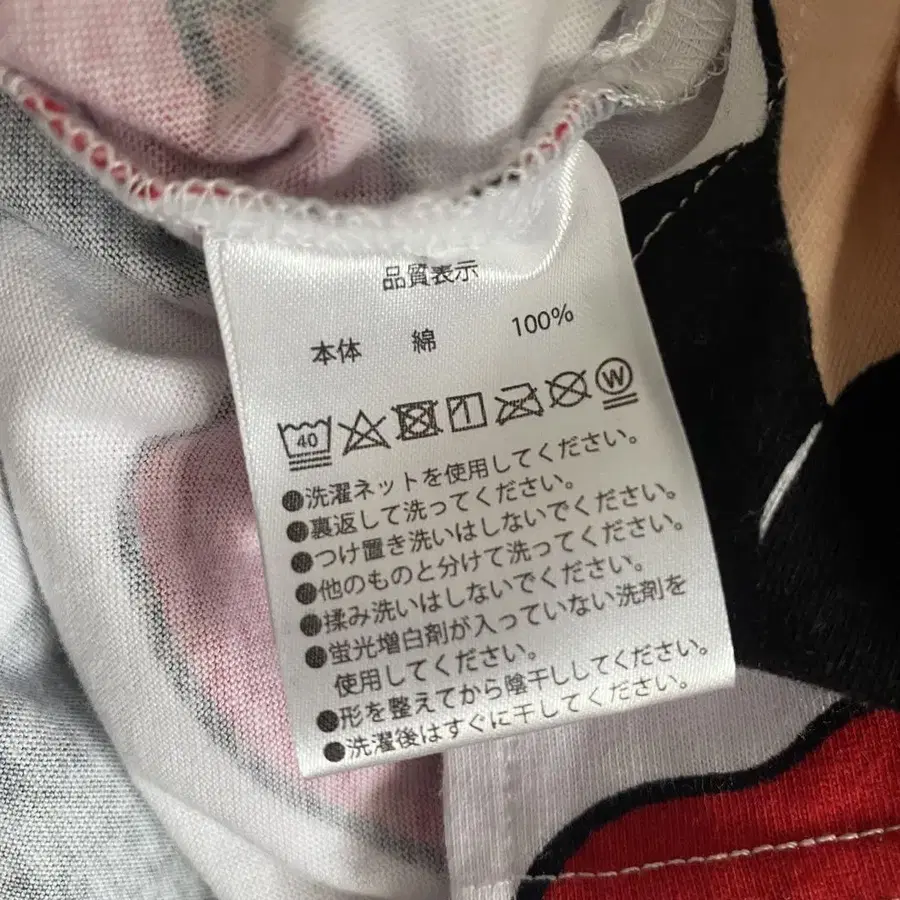 品質表示
本体 綿 100%
40 W
●洗濯ネットを使用してください。
●裏返して洗ってください。
●つけ置き洗いはしないでください。
●他のものと分けて洗ってください。
●揉み洗いはしないでください。
●蛍光増白剤が入っていない洗剤を
使用してください。
●形を整えてから陰干ししてください。
●洗濯後はすぐに干してください。